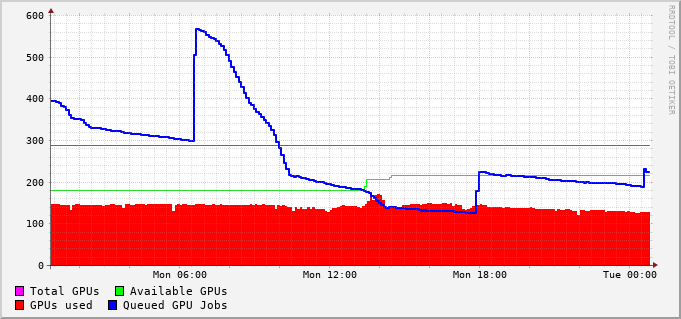 600
500
400
300
200
100
0
Mon 06:00 Mon 12:00 Mon 18:00 Tue 00:00
Total GPUs Available GPUs
GPUs used Queued GPU Jobs
RRDTOOL / TOBI OETIKER